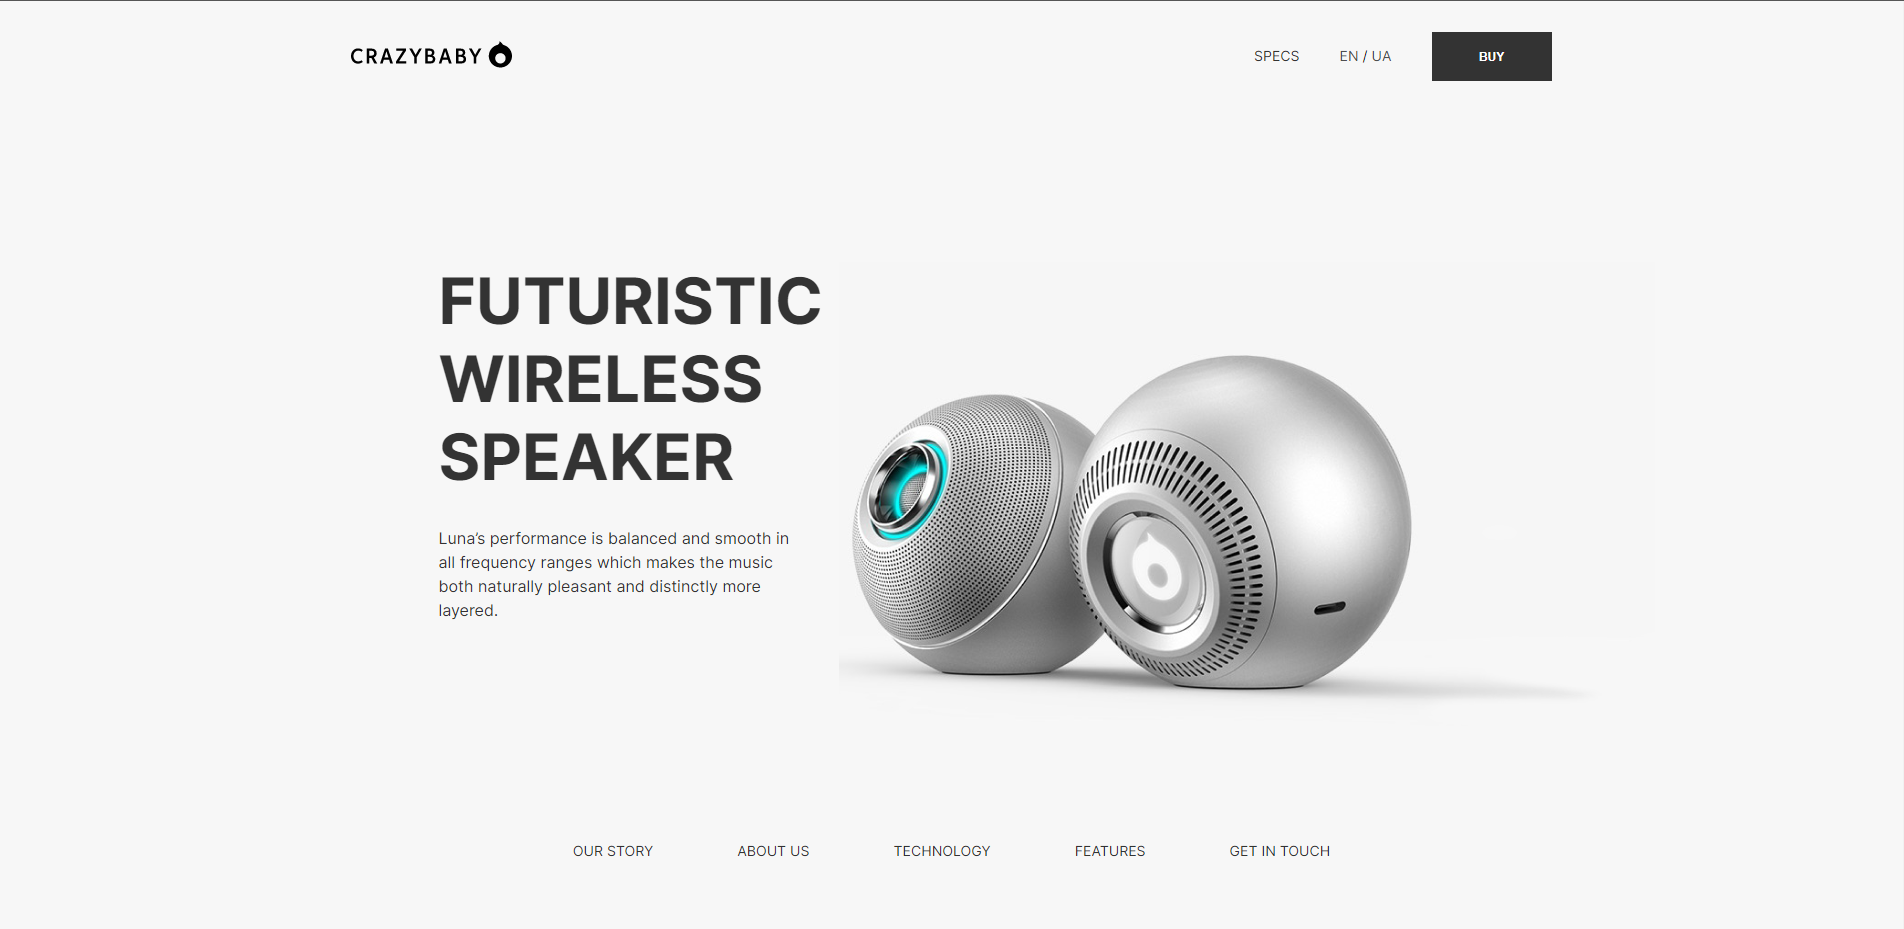 CRAZYBABY
SPECS
EN / UA
BUY
FUTURISTIC
WIRELESS
SPEAKER
Luna’s performance is balanced and smooth in
all frequency ranges which makes the music
both naturally pleasant and distinctly more
layered.
OUR STORY
ABOUT US
TECHNOLOGY
FEATURES
GET IN TOUCH